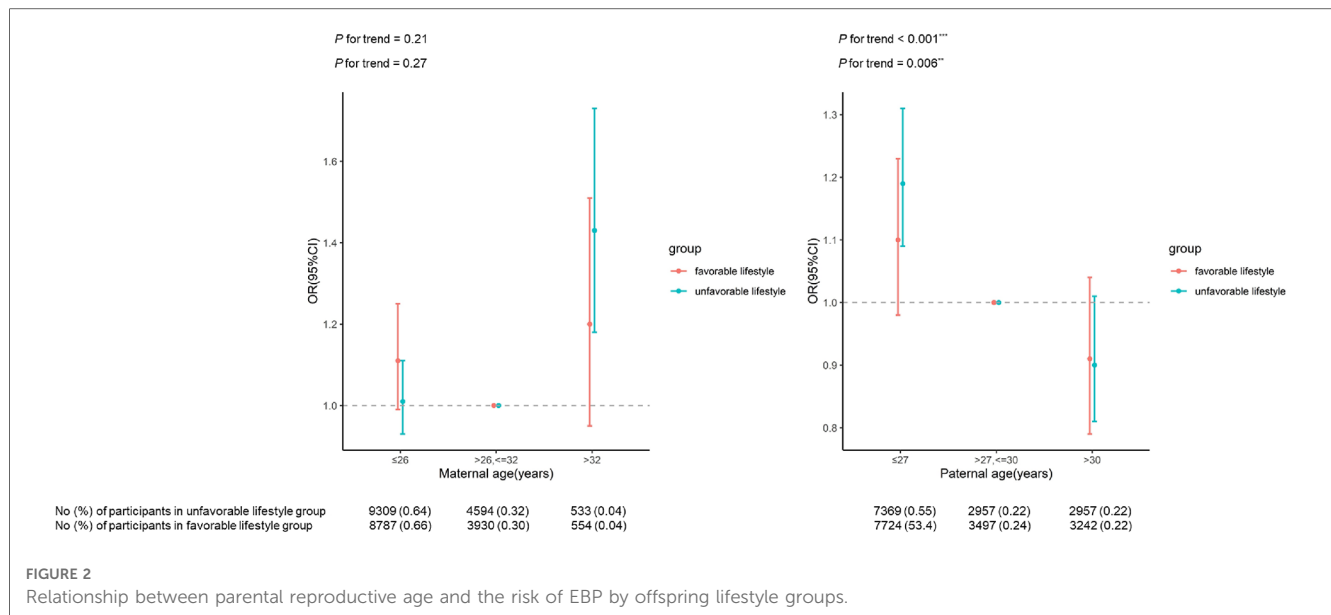 P for trend = 0.21
P for trend = 0.27
OR(95%CI)
1.6
1.4
1.2
1.0
≤26
>26,<=32
>32
Maternal age(years)
group
favorable lifestyle
unfavorable lifestyle
P for trend < 0.001***
P for trend = 0.006**
OR(95%CI)
1.3
1.2
1.1
1.0
0.9
0.8
≤27
>27,<=30
>30
Paternal age(years)
group
favorable lifestyle
unfavorable lifestyle
No (%) of participants in unfavorable lifestyle group 9309 (0.64) 4594 (0.32) 533 (0.04) 7369 (0.55) 2957 (0.22) 2957 (0.22)
No (%) of participants in favorable lifestyle group 8787 (0.66) 3930 (0.30) 554 (0.04) 7724 (53.4) 3497 (0.24) 3242 (0.22)
FIGURE 2
Relationship between parental reproductive age and the risk of EBP by offspring lifestyle groups.